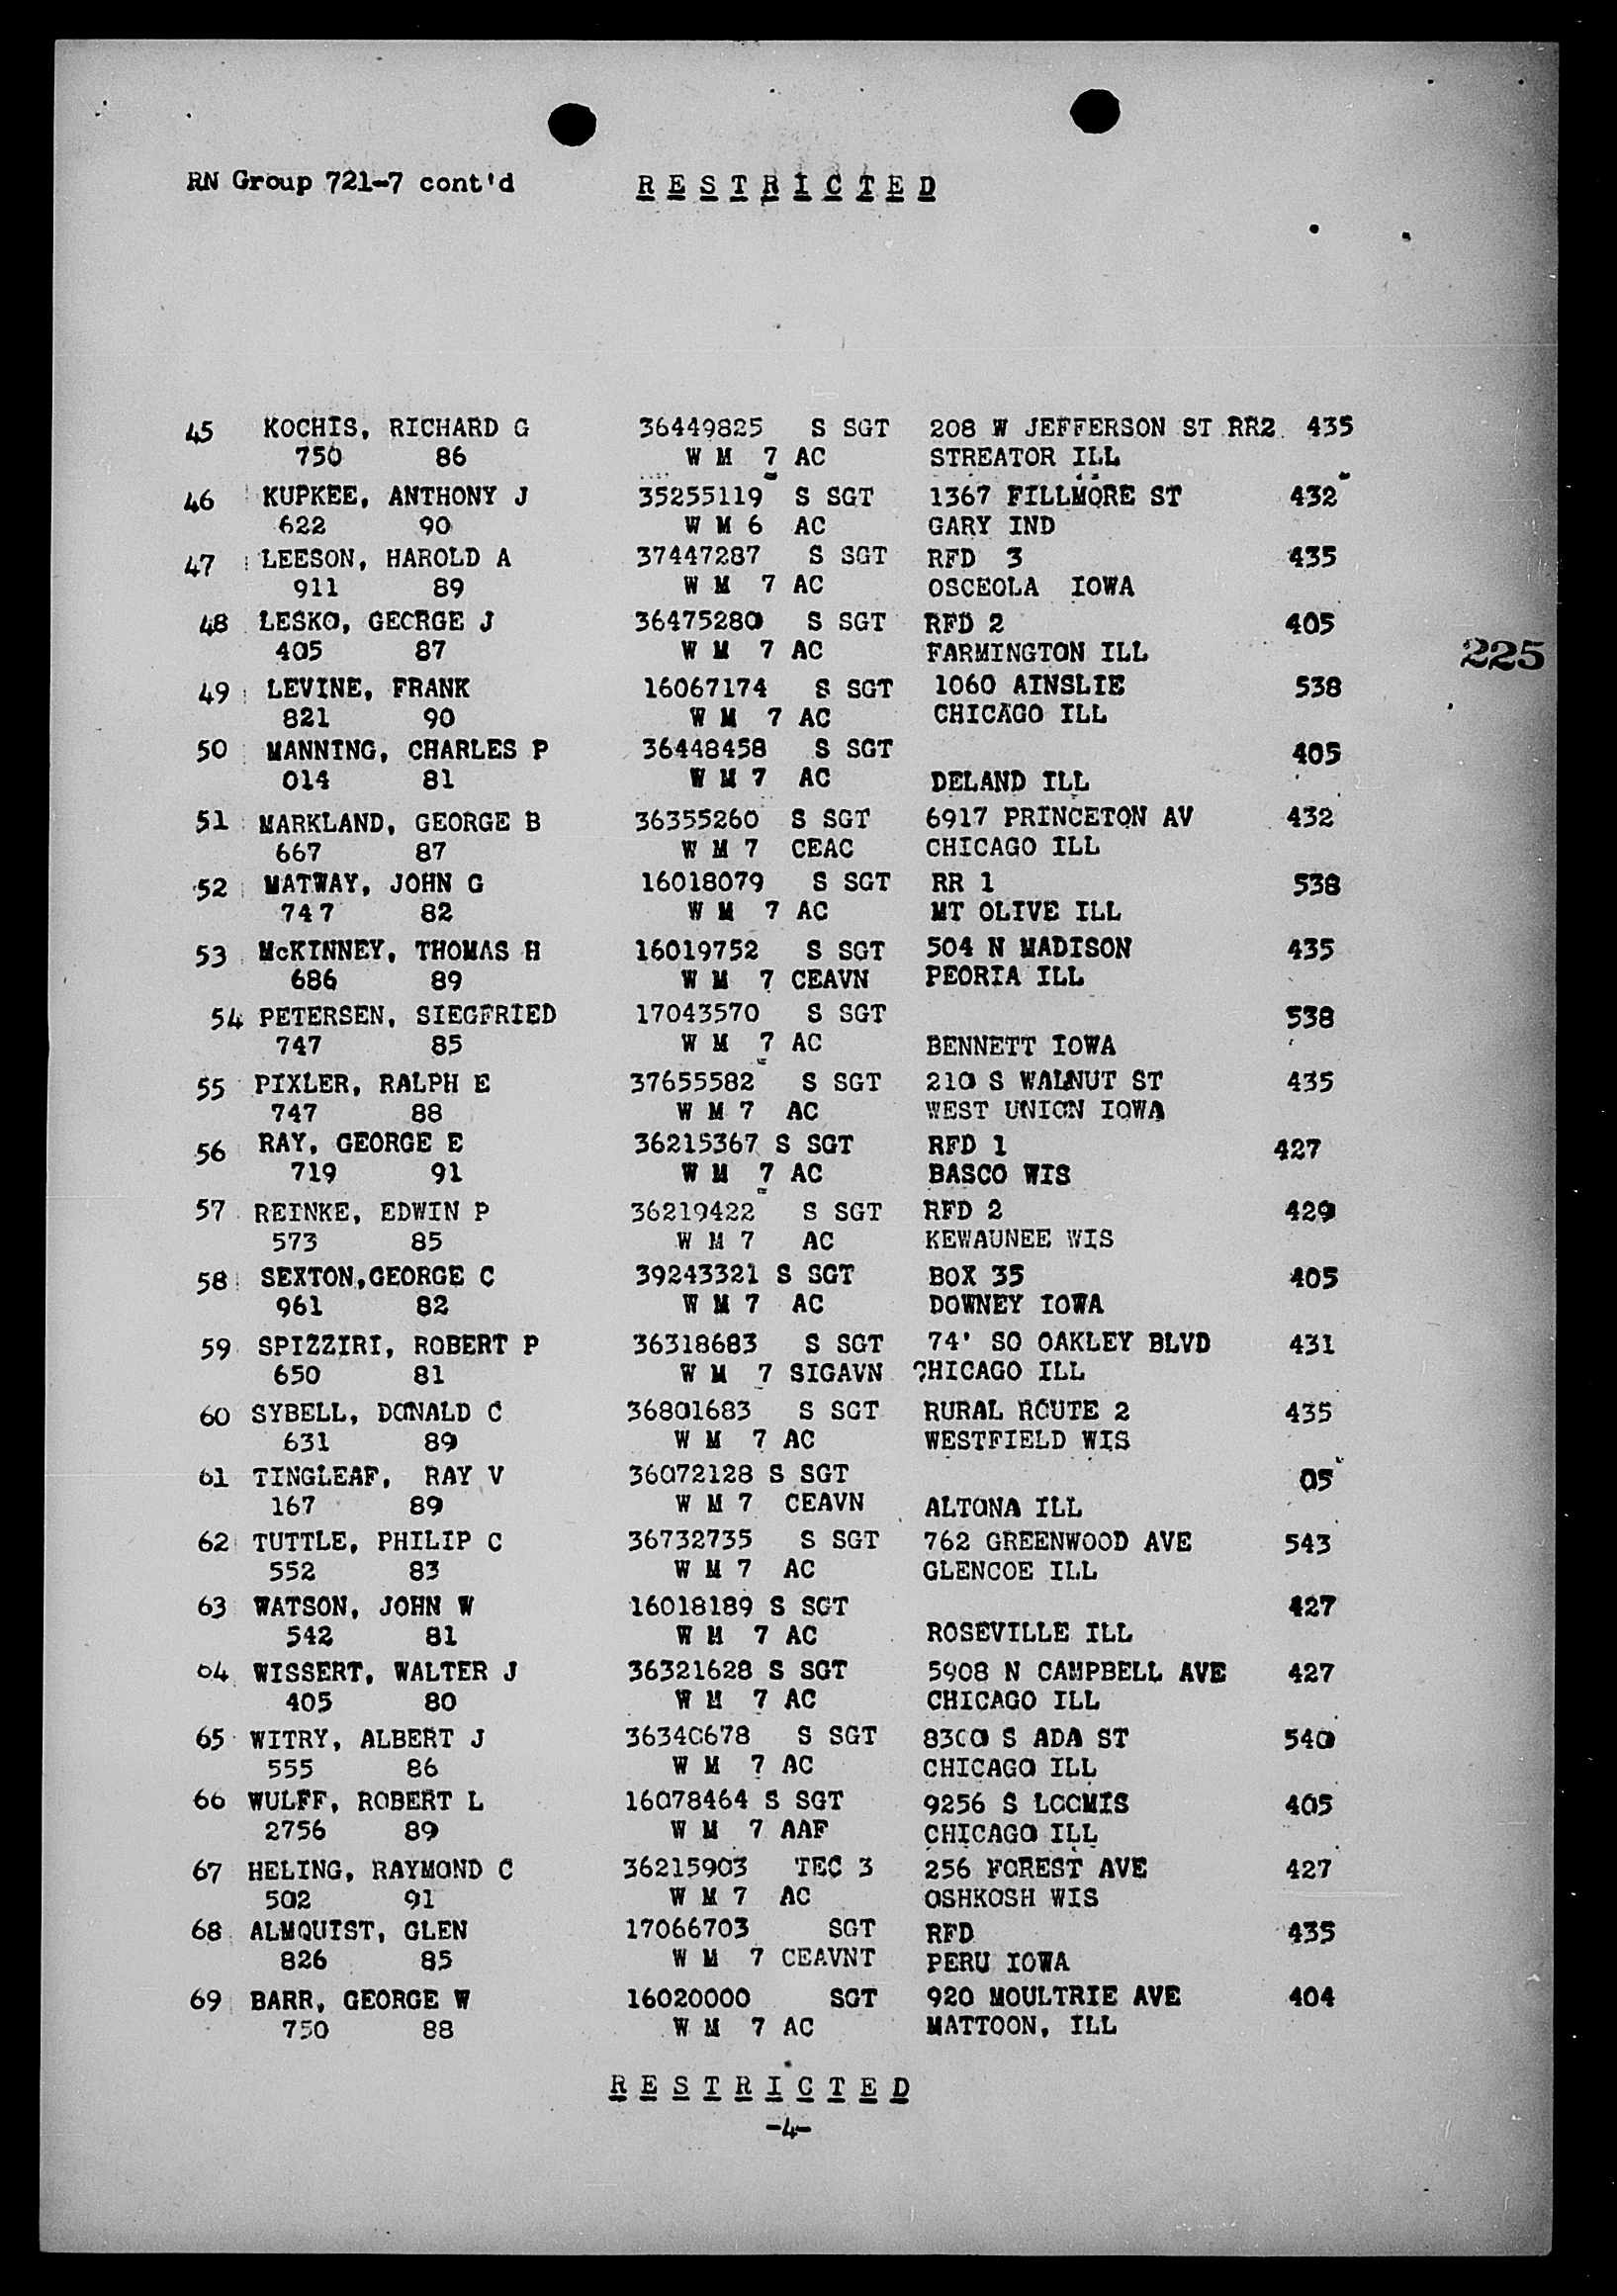 RN Group 721-7 cont'd R E S T R I C T E D
45 KOCHIS, RICHARD G 36449825 S SGT 208 W JEFFERSON ST RR2 435
750 86 W M 7 AC STREATOR ILL
46 KUPKEE, ANTHONY J 35255119 S SGT 1367 FILLMORE ST 432
622 90 W M 6 AC GARY IND
47 LEESON, HAROLD A 37447287 S SGT RFD 3 435
911 89 W M 7 AC OSCEOLA IOWA
48 LESKO, GEORGE J 36475280 S SGT RFD 2 405
405 87 W M 7 AC FARMINGTON ILL
225
49 LEVINE, FRANK 16067174 S SGT 1060 AINSLIE 538
821 90 W M 7 AC CHICAGO ILL
50 MANNING, CHARLES P 36448458 S SGT 405
014 81 W M 7 AC DELAND ILL
51 MARKLAND, GEORGE B 36355260 S SGT 6917 PRINCETON AV 432
667 87 W M 7 CEAC CHICAGO ILL
52 MATWAY, JOHN G 16018079 S SGT RR 1 538
747 82 W M 7 AC MT OLIVE ILL
53 McKINNEY, THOMAS H 16019752 S SGT 504 N MADISON 435
686 89 W M 7 CEAVN PEORIA ILL
54 PETERSEN, SIEGFRIED 17043570 S SGT 538
747 85 W M 7 AC BENNETT IOWA
55 PIXLER, RALPH E 37655582 S SGT 210 S WALNUT ST 435
747 88 W M 7 AC WEST UNION IOWA
56 RAY, GEORGE E 36215367 S SGT RFD 1 427
719 91 W M 7 AC BASCO WIS
57 REINKE, EDWIN P 36219422 S SGT RFD 2 429
573 85 W M 7 AC KEWAUNEE WIS
58 SEXTON,GEORGE C 39243321 S SGT BOX 35 405
961 82 W M 7 AC DOWNEY IOWA
59 SPIZZIRI, ROBERT P 36318683 S SGT 74' SO OAKLEY BLVD 431
650 81 W M 7 SIGAVN CHICAGO ILL
60 SYBELL, DONALD C 36801683 S SGT RURAL ROUTE 2 435
631 89 W M 7 AC WESTFIELD WIS
61 TINGLEAF, RAY V 36072128 S SGT 05
167 89 W M 7 CEAVN ALTONA ILL
62 TUTTLE, PHILIP C 36732735 S SGT 762 GREENWOOD AVE 543
552 83 W M 7 AC GLENCOE ILL
63 WATSON, JOHN W 16018189 S SGT 427
542 81 W M 7 AC ROSEVILLE ILL
64 WISSERT, WALTER J 36321628 S SGT 5908 N CAMPBELL AVE 427
405 80 W M 7 AC CHICAGO ILL
65 WITRY, ALBERT J 36340678 S SGT 8300 S ADA ST 540
555 86 W M 7 AC CHICAGO ILL
66 WULFF, ROBERT L 16078464 S SGT 9256 S LOOMIS 405
2756 89 W M 7 AAF CHICAGO ILL
67 HELING, RAYMOND C 36215903 TEC 3 256 FOREST AVE 427
502 91 W M 7 AC OSHKOSH WIS
68 ALMQUIST, GLEN 17066703 SGT RFD 435
826 85 W M 7 CEAVNT PERU IOWA
69 BARR, GEORGE W 16020000 SGT 920 MOULTRIE AVE 404
750 88 W M 7 AC MATTOON, ILL
R E S T R I C T E D
-4-